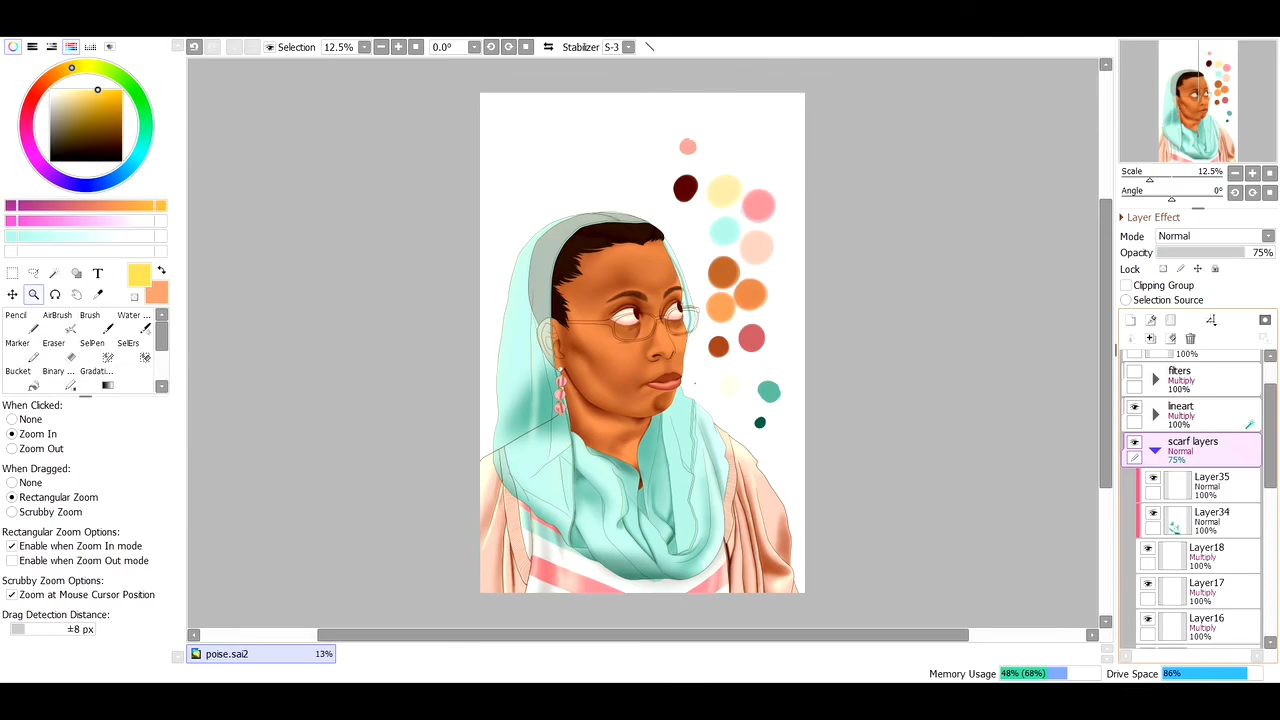 Selection 12.5% 0.0° Stabilizer S-3
T
Pencil AirBrush Brush Water ...
Marker Eraser SelPen SelErs
Bucket Binary ... Gradati...
When Clicked:
None
Zoom In
Zoom Out
When Dragged:
None
Rectangular Zoom
Scrubby Zoom
Rectangular Zoom Options:
Enable when Zoom In mode
Enable when Zoom Out mode
Scrubby Zoom Options:
Zoom at Mouse Cursor Position
Drag Detection Distance:
±8 px
poise.sai2 13%
Scale 12.5%
Angle 0°
Layer Effect
Mode Normal
Opacity 75%
Lock
Clipping Group
Selection Source
100%
filters
Multiply
100%
lineart
Multiply
100%
scarf layers
Normal
75%
Layer35
Normal
100%
Layer34
Normal
100%
Layer18
Multiply
100%
Layer17
Multiply
100%
Layer16
Multiply
100%
Memory Usage 48% (68%) Drive Space 86%